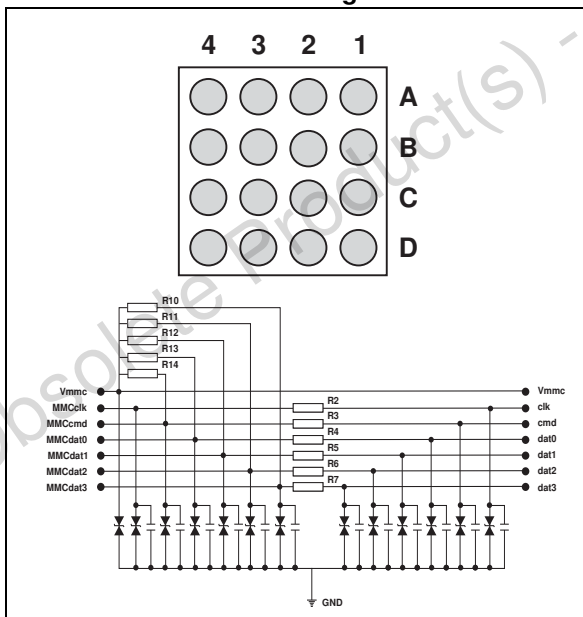 4 3 2 1
A
B
C
D
R10
R11
R12
R13
R14
Vmmc Vmmc
R2
MMCclk clk
R3
MMCcmd cmd
R4
MMCdat0 dat0
R5
MMCdat1 dat1
R6
MMCdat2 dat2
R7
MMCdat3 dat3
GND
obsolete Product(s) -